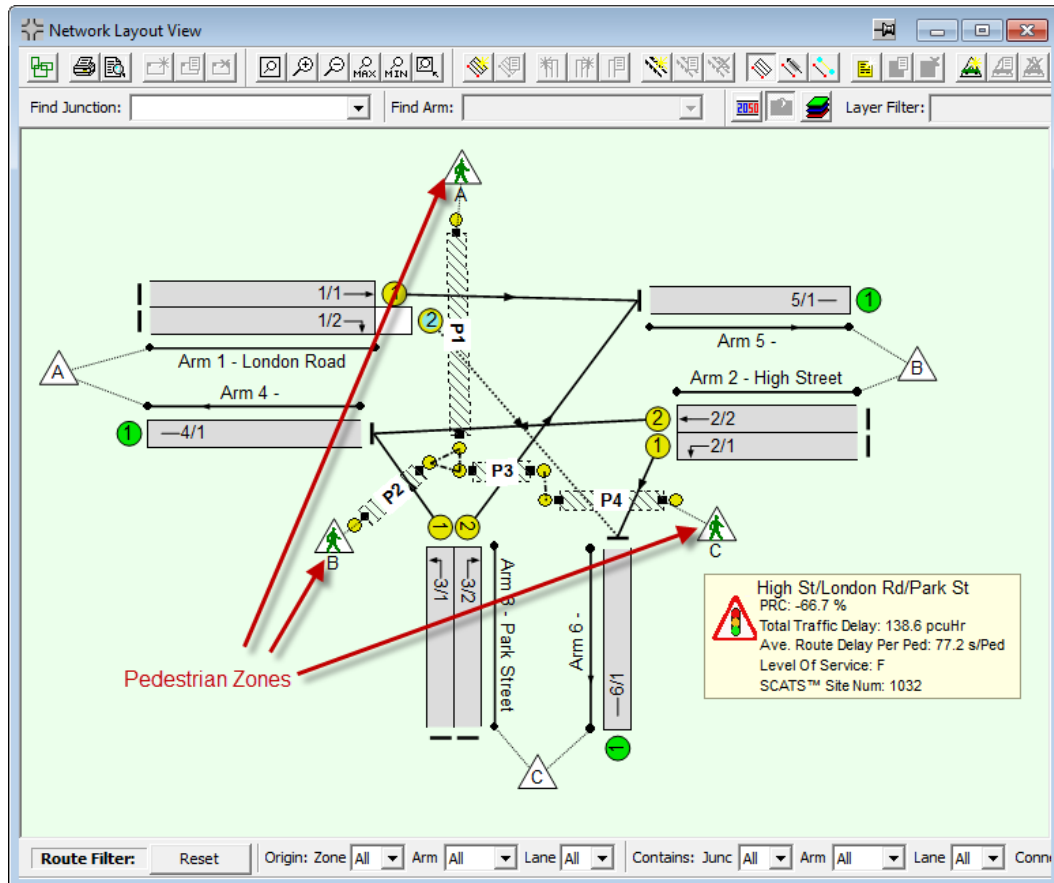 Network Layout View
MAX MIN
2050
Find Junction: Find Arm: Layer Filter:
A
1/1 1
1/2 2
P1
5/1 1
Arm 5 -
Arm 1 - London Road
A
Arm 4 -
B
Arm 2 - High Street
1 4/1
2 2/2
1 2/1
P2
P3
P4
B
C
1 2
3/1
3/2
Arm 3 - Park Street
Arm 6 -
6/1
1
C
Pedestrian Zones
High St/London Rd/Park St
PRC: -66.7 %
Total Traffic Delay: 138.6 pcuHr
Ave. Route Delay Per Ped: 77.2 s/Ped
Level Of Service: F
SCATS™ Site Num: 1032
Route Filter: Reset Origin: Zone All Arm All Lane All Contains: Junc All Arm All Lane All Conn